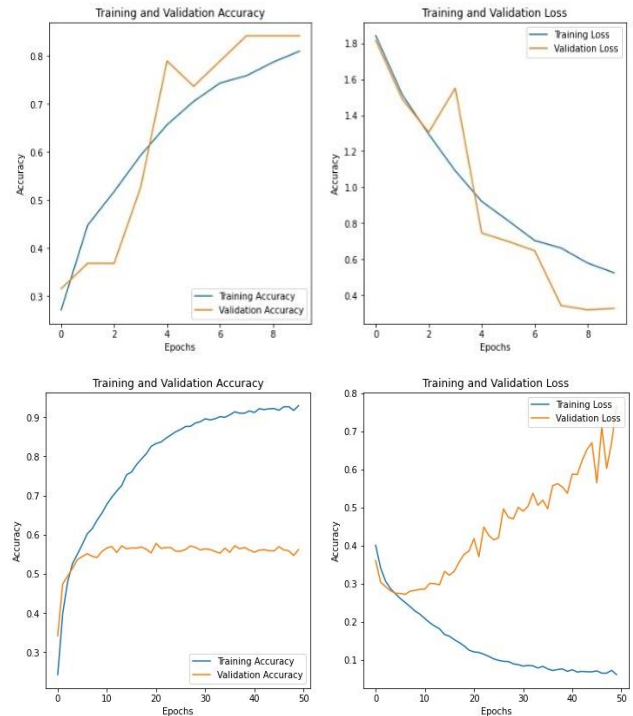 Training and Validation Accuracy
0.8
0.7
0.6
0.5
0.4
0.3
Accuracy
Training Accuracy
Validation Accuracy
0 2 4 6 8
Epochs
Training and Validation Loss
Training Loss
Validation Loss
1.8
1.6
1.4
1.2
1.0
0.8
0.6
0.4
Accuracy
0 2 4 6 8
Epochs
Training and Validation Accuracy
0.9
0.8
0.7
0.6
0.5
0.4
0.3
Accuracy
Training Accuracy
Validation Accuracy
0 10 20 30 40 50
Epochs
Training and Validation Loss
Training Loss
Validation Loss
0.8
0.7
0.6
0.5
0.4
0.3
0.2
0.1
Accuracy
0 10 20 30 40 50
Epochs